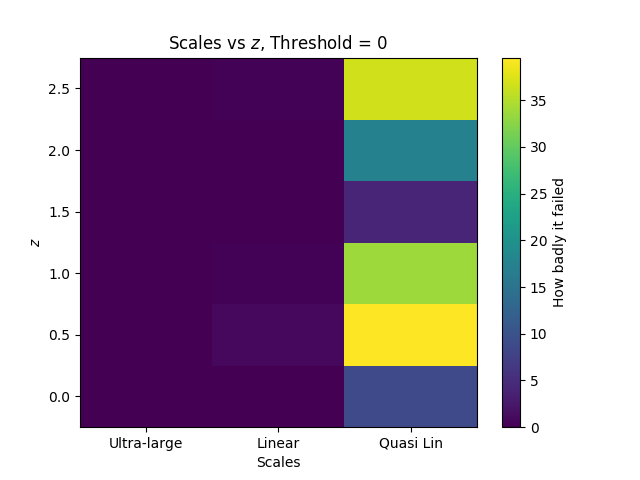 Scales vs z, Threshold = 0
2.5
2.0
1.5
1.0
0.5
0.0
z
Ultra-large
Linear
Quasi Lin
Scales
35
30
25
20
15
10
5
0
How badly it failed